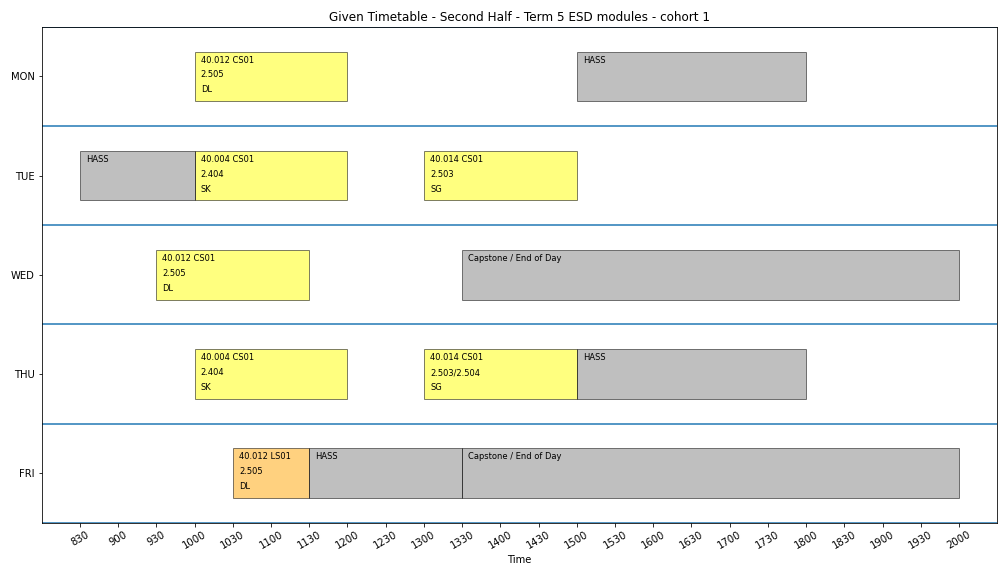 Given Timetable - Second Half - Term 5 ESD modules - cohort 1
MON
40.012 CS01
2.505
DL
HASS
TUE
HASS
40.004 CS01
2.404
SK
40.014 CS01
2.503
SG
WED
40.012 CS01
2.505
DL
Capstone / End of Day
THU
40.004 CS01
2.404
SK
40.014 CS01
2.503/2.504
SG
HASS
FRI
40.012 LS01
2.505
DL
HASS
Capstone / End of Day
830 900 930 1000 1030 1100 1130 1200 1230 1300 1330 1400 1430 1500 1600 1630 1700 1730 1800 1830 1900 1930 2000
Time